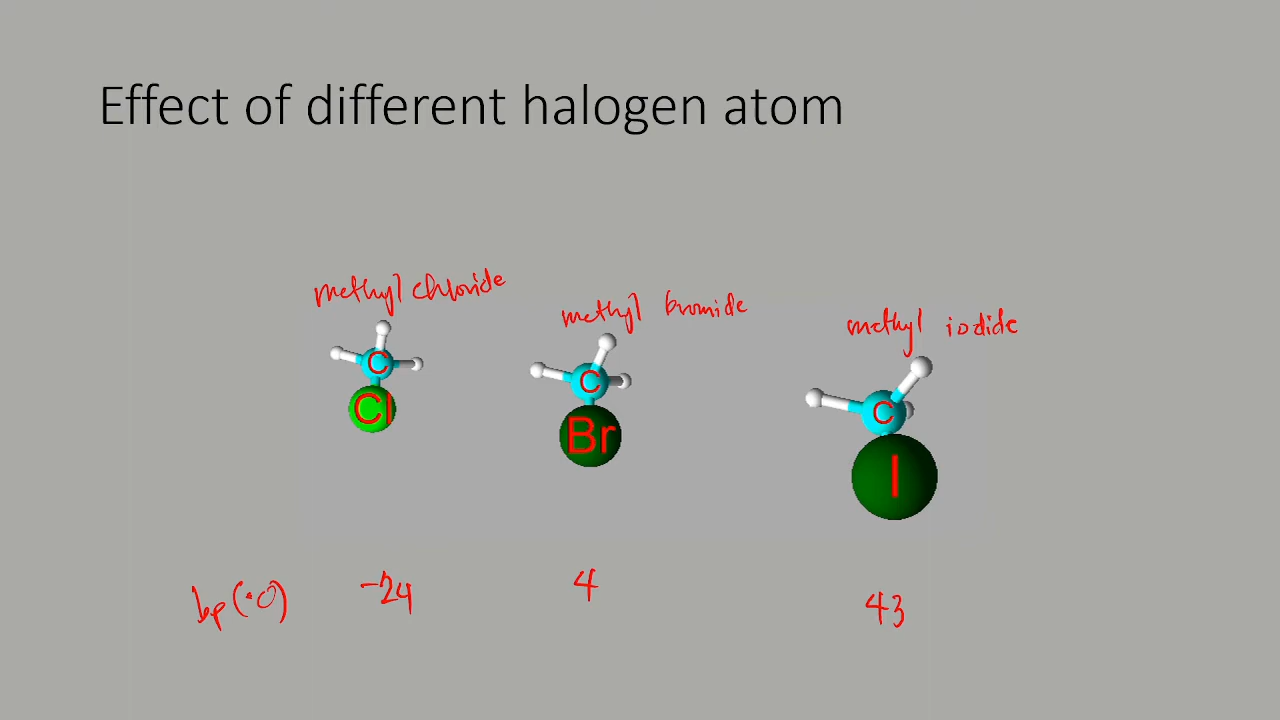 Effect of different halogen atom
methyl chloride
methyl bromide
methyl iodide
C
C
C
Cl
Br
I
bp (°C) -24 4 43